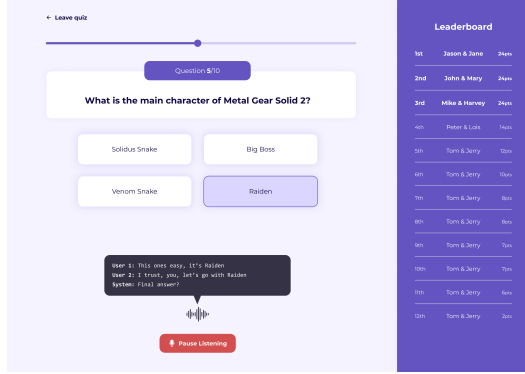 ← Leave quiz
Question 5/10
What is the main character of Metal Gear Solid 2?
Solidus Snake
Big Boss
Venom Snake
Raiden
User 1: This ones easy, it's Raiden
User 2: I trust, you, let's go with Raiden
System: Final answer?
Pause Listening
Leaderboard
1st Jason & Jane 24pts
2nd John & Mary 24pts
3rd Mike & Harvey 24pts
4th Peter & Lois 14pts
5th Tom & Jerry 12pts
6th Tom & Jerry 10pts
7th Tom & Jerry 8pts
8th Tom & Jerry 8pts
9th Tom & Jerry 7pts
10th Tom & Jerry 7pts
11th Tom & Jerry 6pts
12th Tom & Jerry 2pts